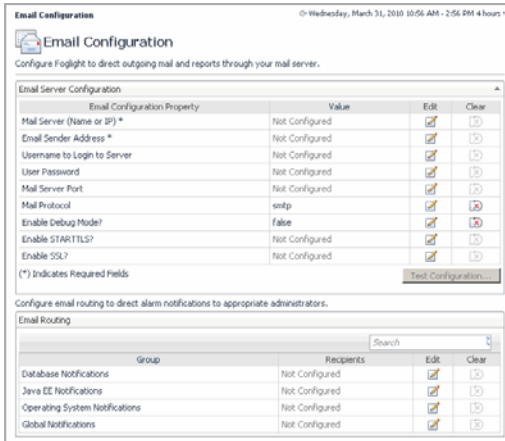 Email Configuration
Wednesday, March 31, 2010 10:56 AM - 2:56 PM 4 hours
Email Configuration
Configure Foglight to direct outgoing mail and reports through your mail server.
Email Server Configuration
Email Configuration Property Value Edit Clear
Mail Server (Name or IP) * Not Configured
Email Sender Address * Not Configured
Username to Login to Server Not Configured
User Password Not Configured
Mail Server Port Not Configured
Mail Protocol smtp
Enable Debug Mode? false
Enable STARTTLS? Not Configured
Enable SSL? Not Configured
(*) Indicates Required Fields
Test Configuration...
Configure email routing to direct alarm notifications to appropriate administrators.
Email Routing
Search
Group Recipients Edit Clear
Database Notifications Not Configured
Java EE Notifications Not Configured
Operating System Notifications Not Configured
Global Notifications Not Configured